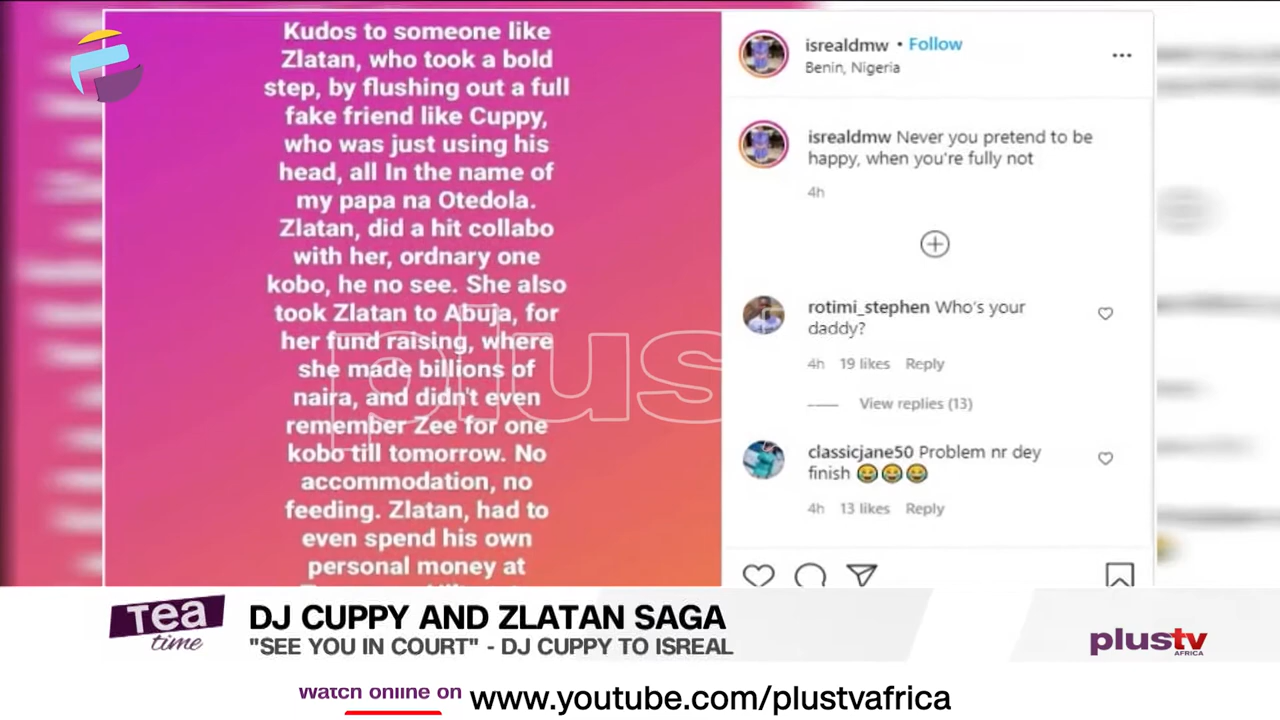 Kudos to someone like
Zlatan, who took a bold
step, by flushing out a full
fake friend like Cuppy,
who was just using his
head, all In the name of
my papa na Otedola.
Zlatan, did a hit collabo
with her, ordnary one
kobo, he no see. She also
took Zlatan to Abuja, for
her fund raising, where
she made billions of
naira, and didn't even
remember Zee for one
kobo till tomorrow. No
accommodation, no
feeding. Zlatan, had to
even spend his own
personal money at
plus
isrealdmw • Follow
Benin, Nigeria
isrealdmw Never you pretend to be
happy, when you're fully not
4h
rotimi_stephen Who's your
daddy?
4h 19 likes Reply
View replies (13)
classicjane50 Problem nr dey
finish 😂😂😂
4h 13 likes Reply
Tea
time
DJ CUPPY AND ZLATAN SAGA
"SEE YOU IN COURT" - DJ CUPPY TO ISREAL
plustv
AFRICA
watch online on www.youtube.com/plustvafrica